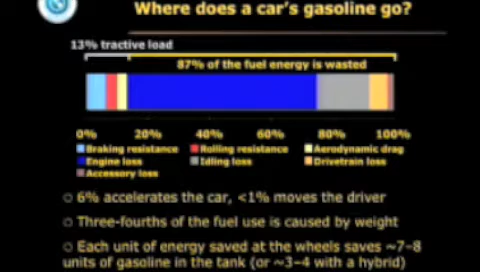 Where does a car's gasoline go?
13% tractive load
87% of the fuel energy is wasted
0% 20% 40% 60% 80% 100%
Braking resistance Rolling resistance Aerodynamic drag
Engine loss Idling loss Drivetrain loss
Accessory loss
6% accelerates the car, <1% moves the driver
Three-fourths of the fuel use is caused by weight
Each unit of energy saved at the wheels saves ~7–8
units of gasoline in the tank (or ~3–4 with a hybrid)